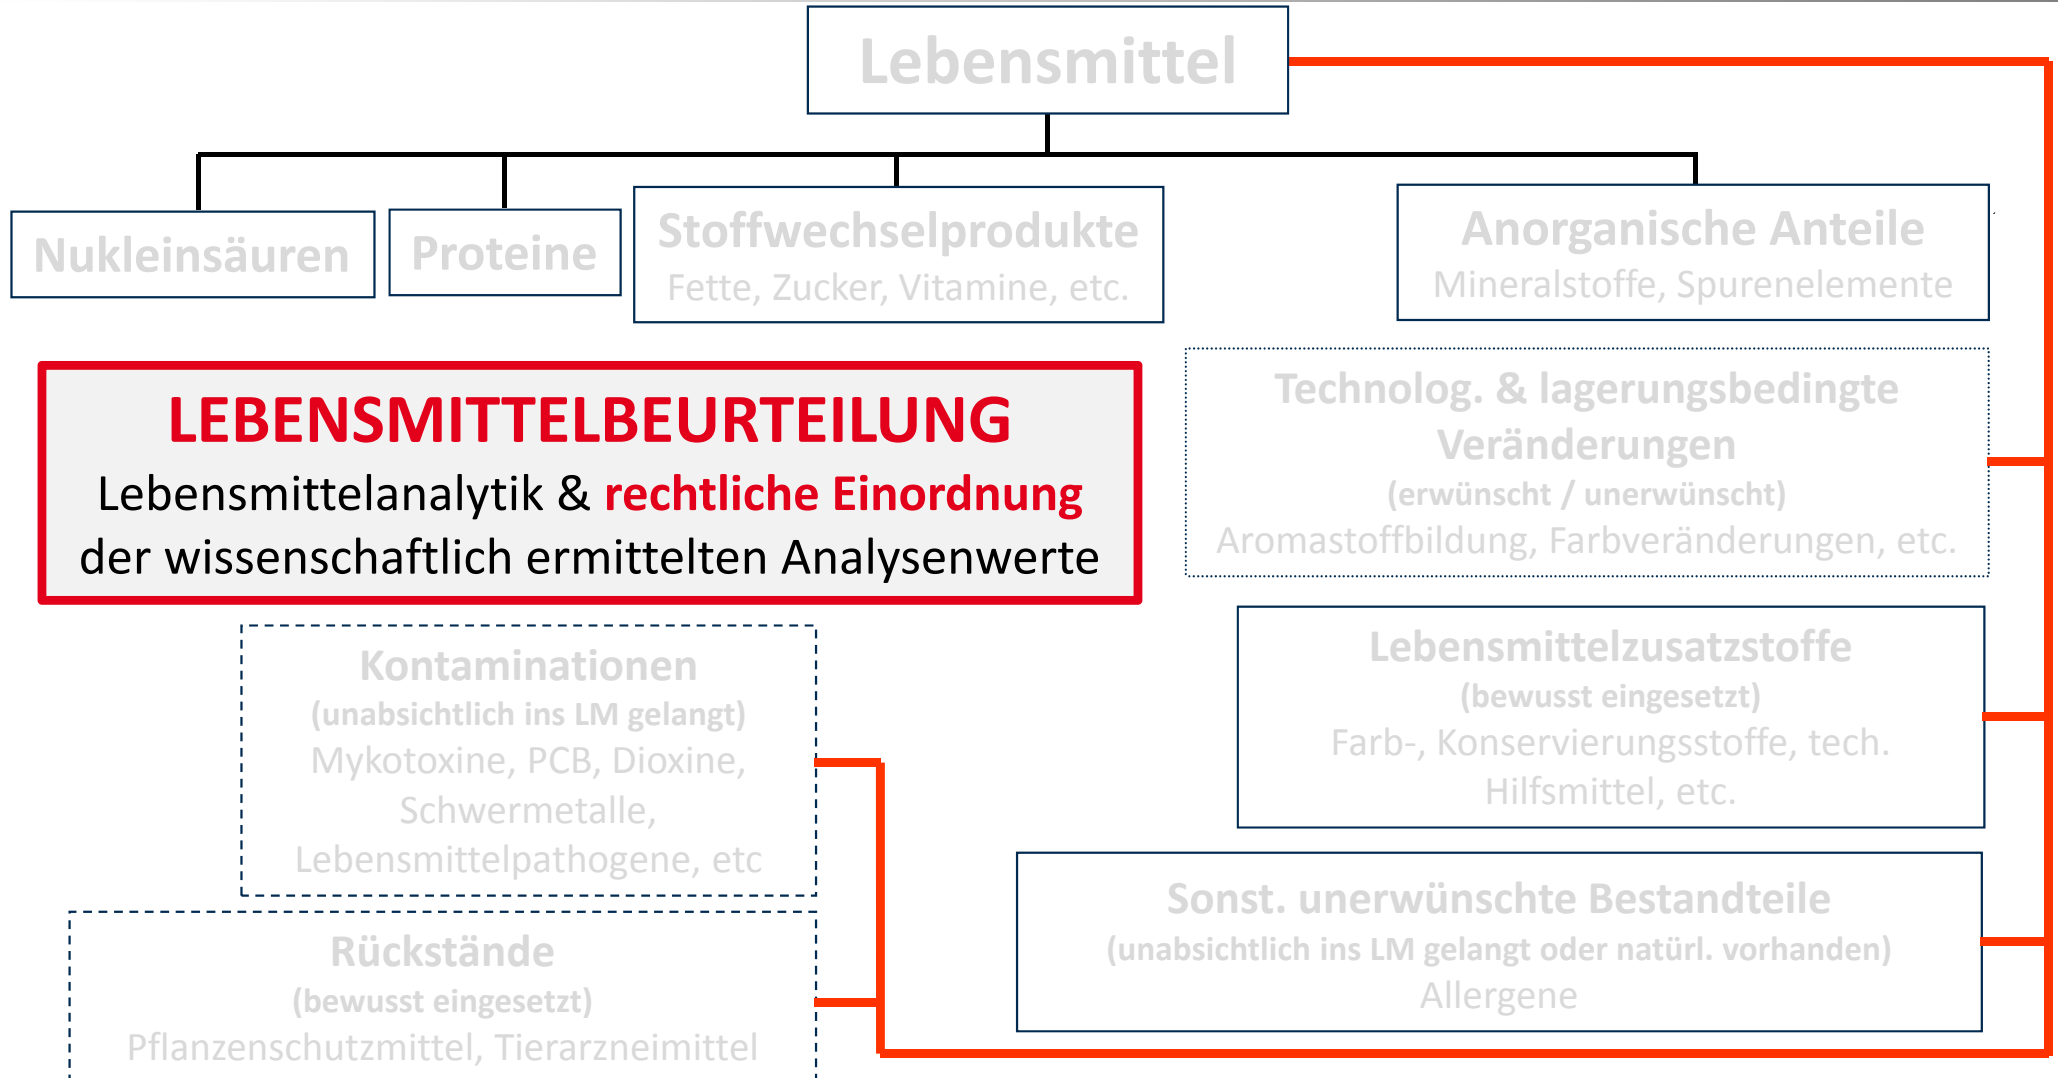 Lebensmittel
Nukleinsäuren
Proteine
Stoffwechselprodukte
Fette, Zucker, Vitamine, etc.
Anorganische Anteile
Mineralstoffe, Spurenelemente
LEBENSMITTELBEURTEILUNG
Lebensmittelanalytik & rechtliche Einordnung
der wissenschaftlich ermittelten Analysenwerte
Technolog. & lagerungsbedingte
Veränderungen
(erwünscht / unerwünscht)
Aromastoffbildung, Farbveränderungen, etc.
Kontaminationen
(unabsichtlich ins LM gelangt)
Mykotoxine, PCB, Dioxine,
Schwermetalle,
Lebensmittelpathogene, etc
Lebensmittelzusatzstoffe
(bewusst eingesetzt)
Farb-, Konservierungsstoffe, tech.
Hilfsmittel, etc.
Rückstände
(bewusst eingesetzt)
Pflanzenschutzmittel, Tierarzneimittel
Sonst. unerwünschte Bestandteile
(unabsichtlich ins LM gelangt oder natürl. vorhanden)
Allergene